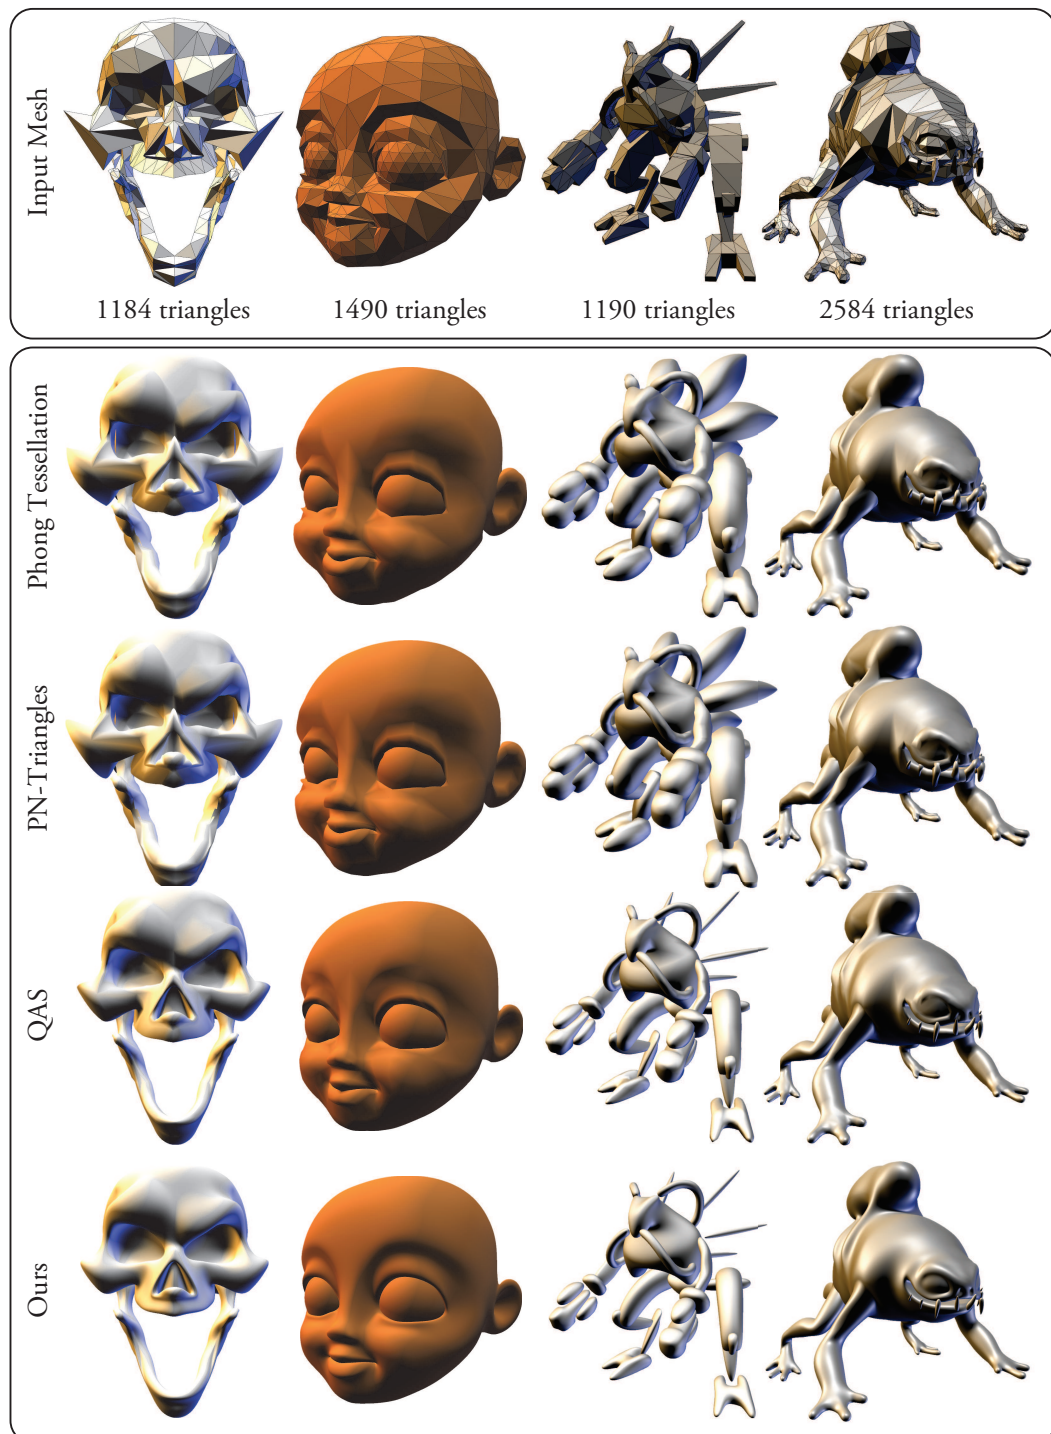 Input Mesh
1184 triangles
1490 triangles
1190 triangles
2584 triangles
Phong Tessellation
PN-Triangles
QAS
Ours